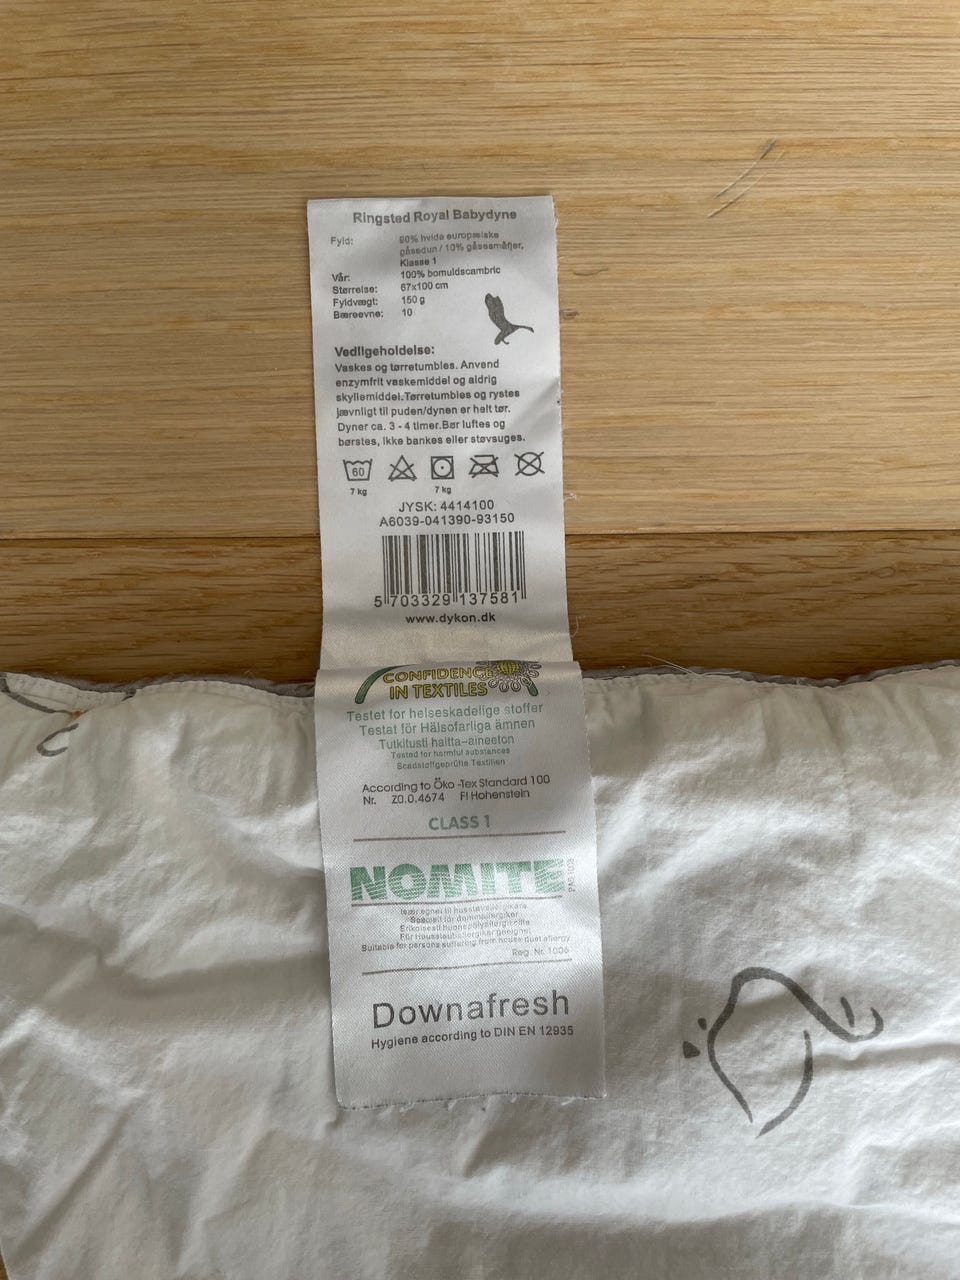 Ringsted Royal Babydyne
Fyld: 90% hvide europæiske
gåsedun / 10% gåsesmåfjer,
Klasse 1
Vår: 100% bomuldscambric
Størrelse: 67x100 cm
Fyldvægt: 150 g
Bæreevne: 10
Vedligeholdelse:
Vaskes og tørretumbles. Anvend
enzymfrit vaskemiddel og aldrig
skyllemiddel.Tørretumbles og rystes
jævnligt til puden/dynen er helt tør.
Dyner ca. 3 - 4 timer.Bør luftes og
børstes, ikke bankes eller støvsuges.
60
7 kg 7 kg
JYSK: 4414100
A6039-041390-93150
5 703329 137581
www.dykon.dk
CONFIDENCE
IN TEXTILES
Testet for helseskadelige stoffer
Testat för Hälsofarliga ämnen
Tutkitusti haitta-aineeton
Tested for harmful substances
Schadstoffgeprüfte Textilien
According to Öko -Tex Standard 100
Nr. Z0.0.4674 FI Hohenstein
CLASS 1
NOMITE
Suitable for persons suffering from house dust allergy
Reg. Nr. 1006
Downafresh
Hygiene according to DIN EN 12935